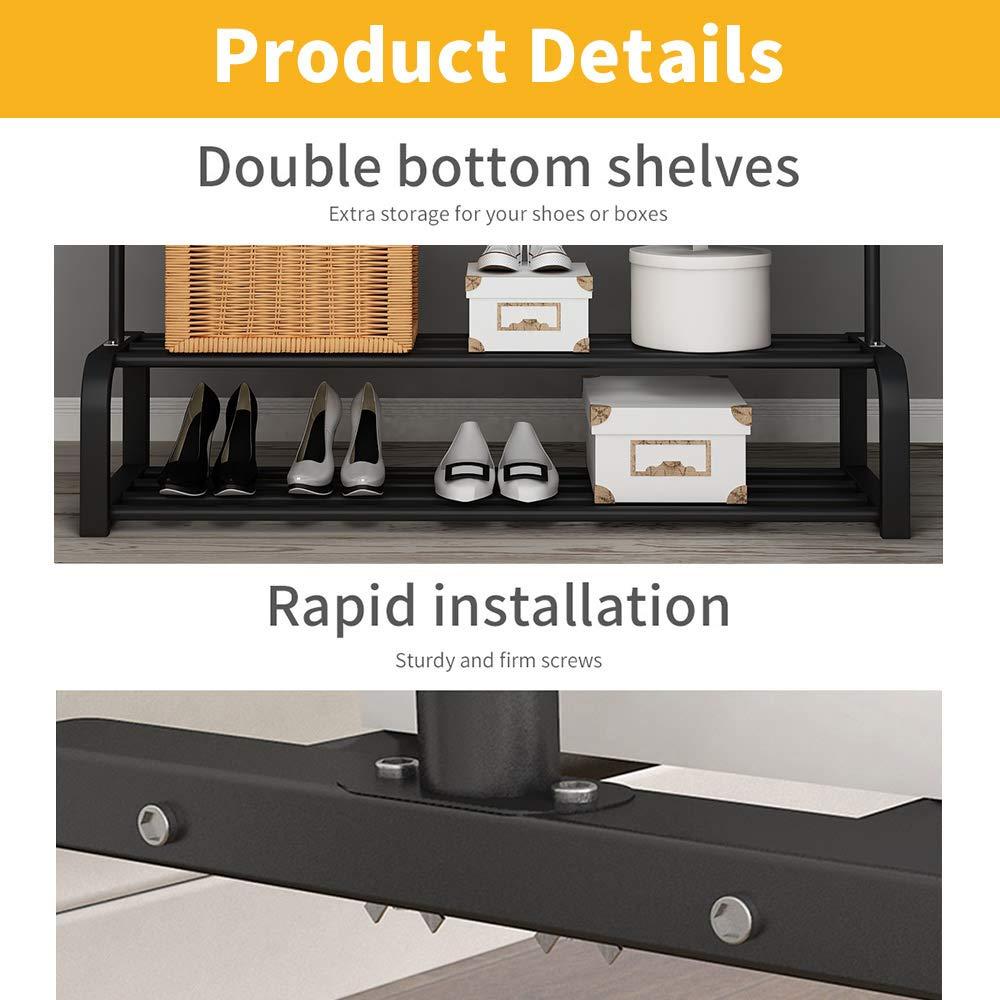 Product Details
Double bottom shelves
Extra storage for your shoes or boxes
Rapid installation
Sturdy and firm screws